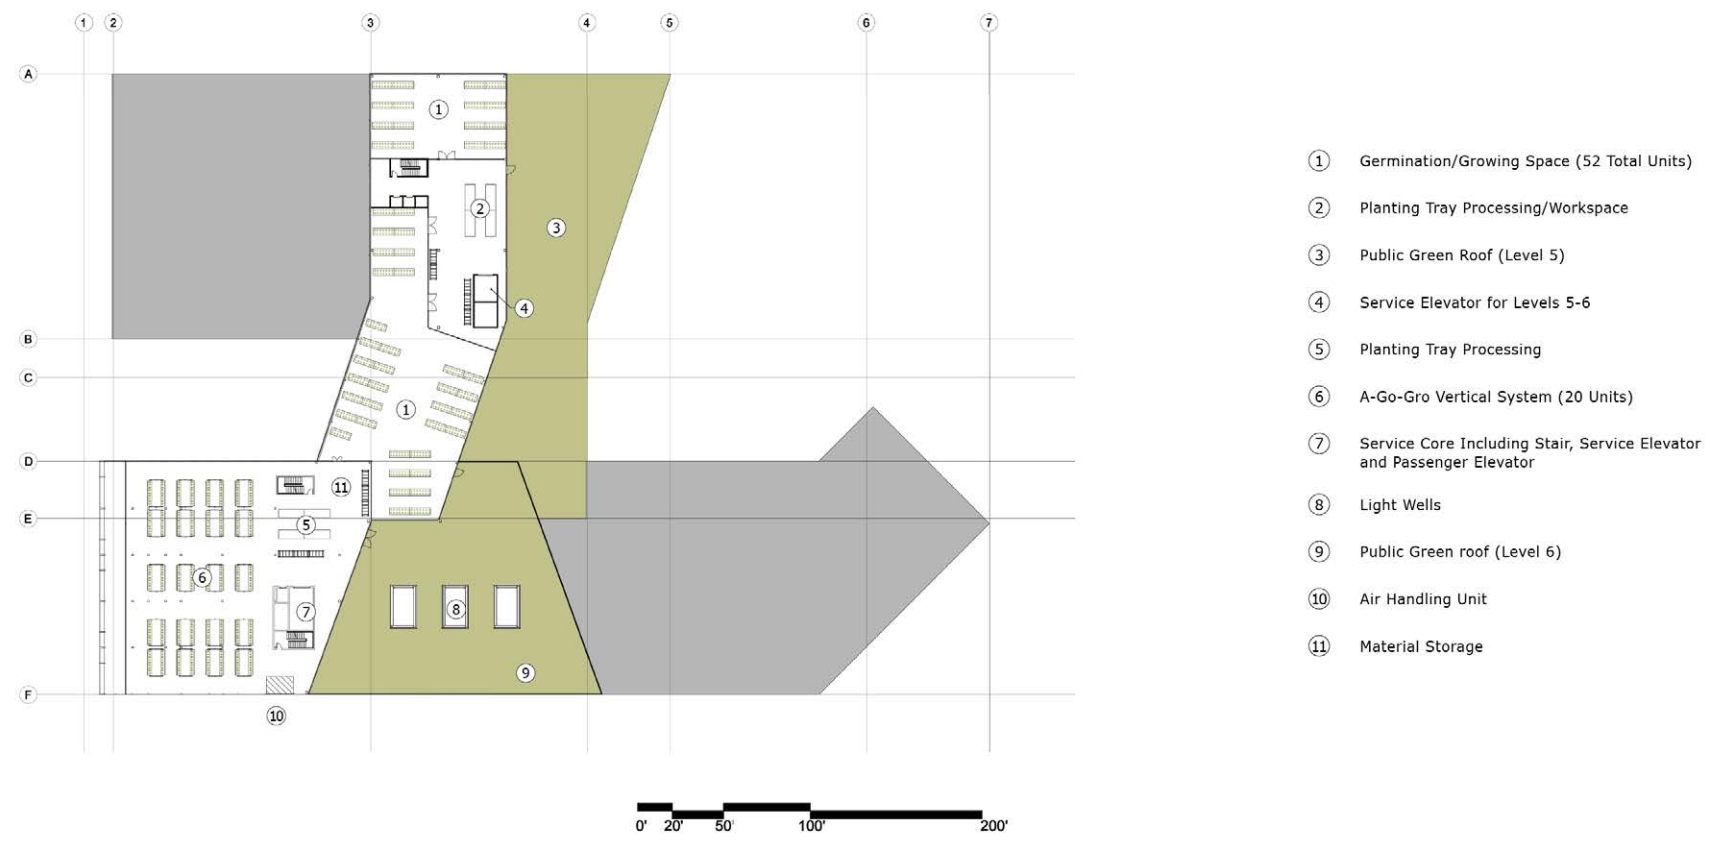 1 2 3 4 5 6 7
A
1
2
3
4
B
C
1
D
11
5
E
6
7
8
9
F
10
1 Germination/Growing Space (52 Total Units)
2 Planting Tray Processing/Workspace
3 Public Green Roof (Level 5)
4 Service Elevator for Levels 5-6
5 Planting Tray Processing
6 A-Go-Gro Vertical System (20 Units)
7 Service Core Including Stair, Service Elevator
and Passenger Elevator
8 Light Wells
9 Public Green roof (Level 6)
10 Air Handling Unit
11 Material Storage
0' 20' 50' 100' 200'